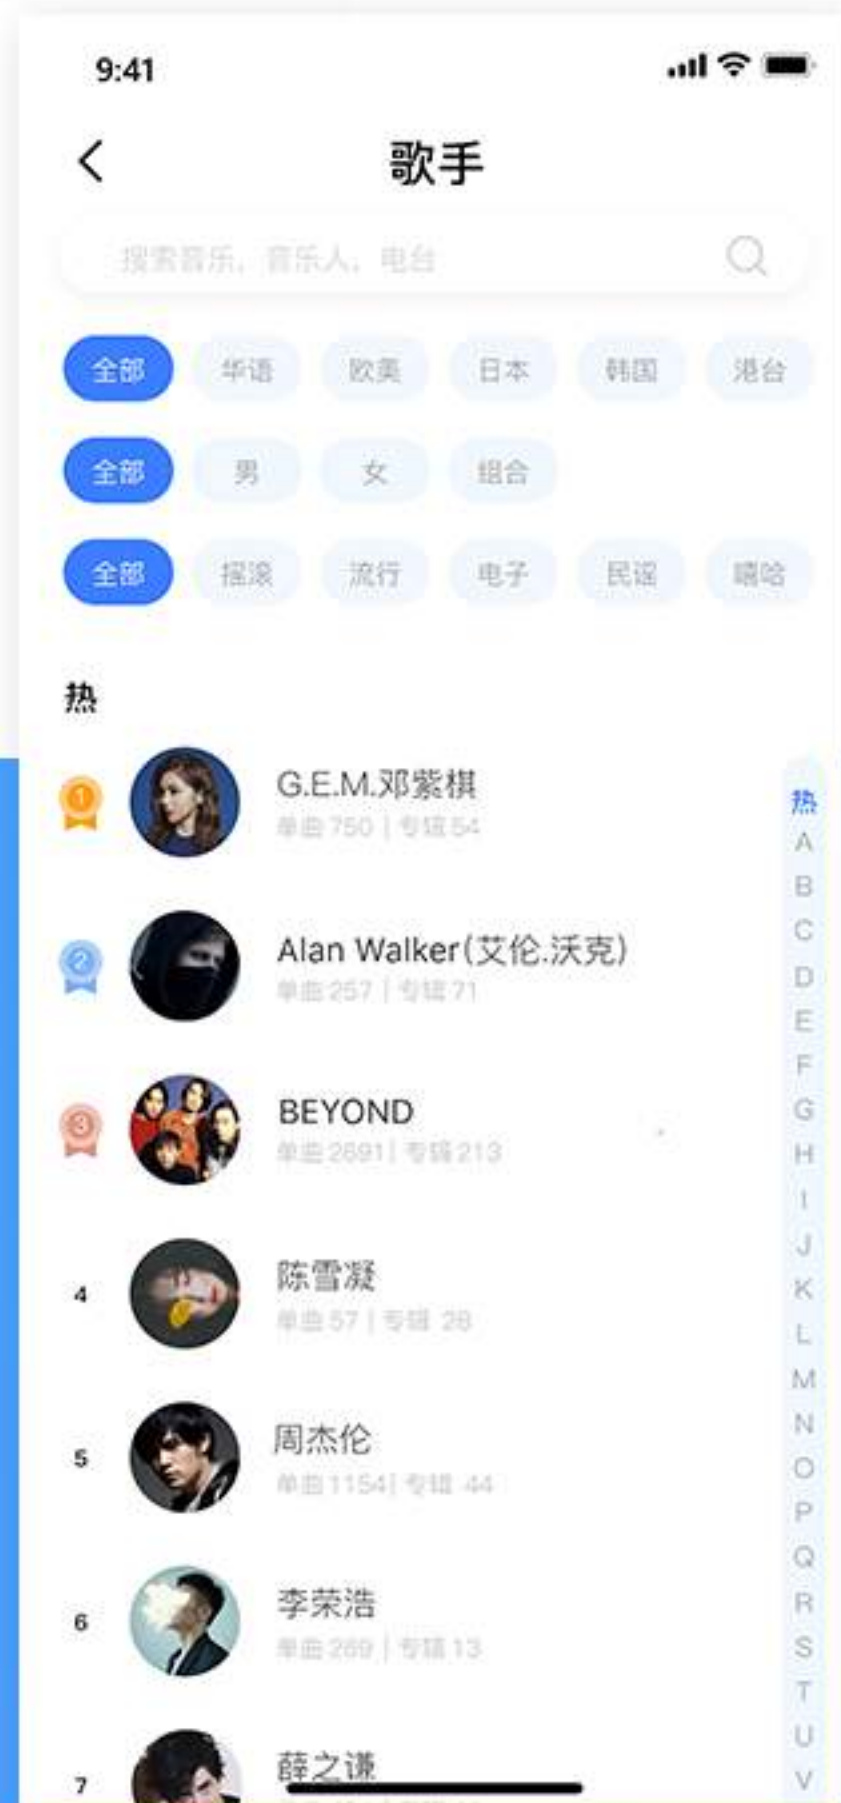 9:41
歌手
搜索音乐，音乐人，电台
全部 华语 欧美 日本 韩国 港台
全部 男 女 组合
全部 摇滚 流行 电子 民谣 嘻哈
热
1 G.E.M.邓紫棋
单曲 750 | 专辑 54
2 Alan Walker(艾伦.沃克)
单曲 257 | 专辑 71
3 BEYOND
单曲 2691| 专辑 213
4 陈雪凝
单曲 57 | 专辑 28
5 周杰伦
单曲 1154| 专辑 44
6 李荣浩
单曲 269 | 专辑 13
7 薛之谦
热
A
B
C
D
E
F
G
H
I
J
K
L
M
N
O
P
Q
R
S
T
U
V